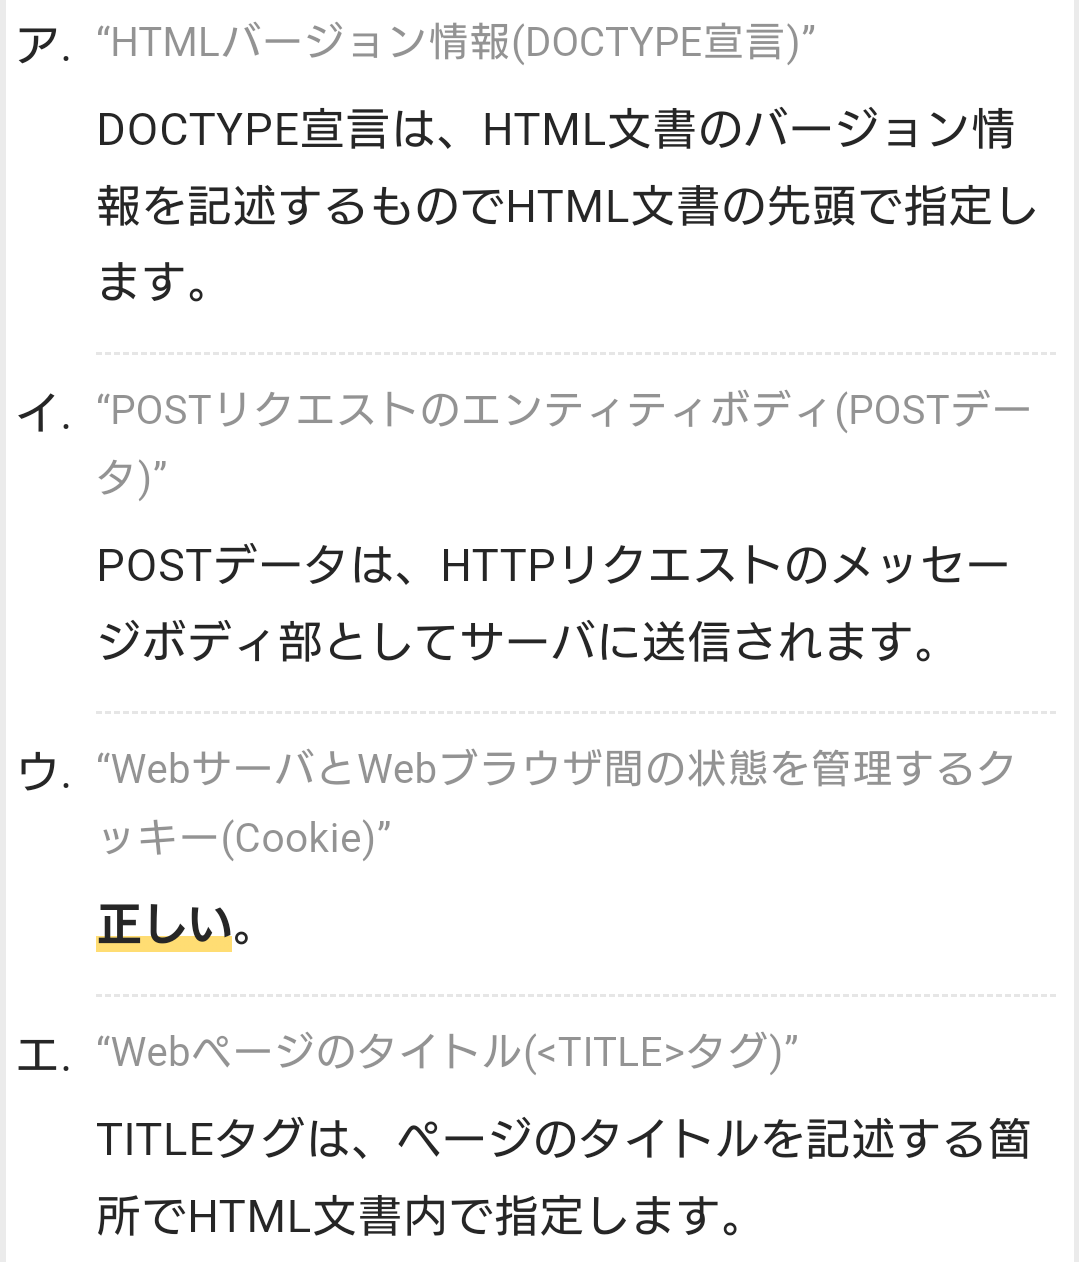 ア. “HTMLバージョン情報(DOCTYPE宣言)”
DOCTYPE宣言は、HTML文書のバージョン情
報を記述するものでHTML文書の先頭で指定し
ます。
イ. “POSTリクエストのエンティティボディ(POSTデー
タ)”
POSTデータは、HTTPリクエストのメッセー
ジボディ部としてサーバに送信されます。
ウ. “WebサーバとWebブラウザ間の状態を管理するク
ッキー(Cookie)”
正しい。
エ. “Webページのタイトル(<TITLE>タグ)”
TITLEタグは、ページのタイトルを記述する箇
所でHTML文書内で指定します。